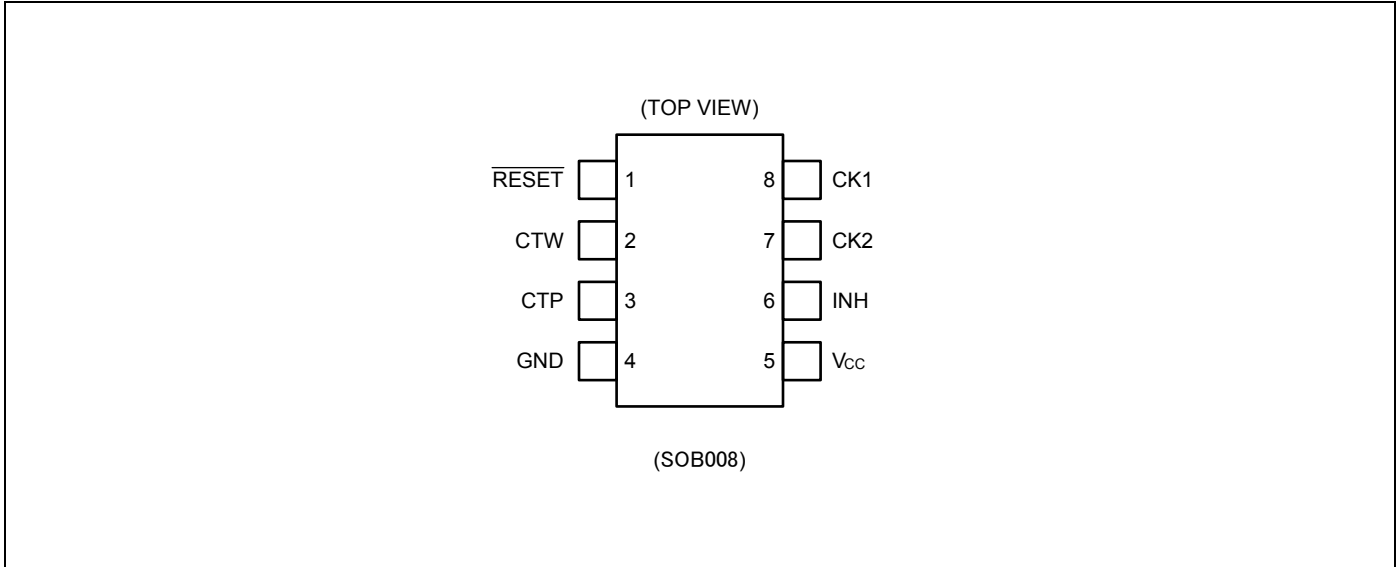 (TOP VIEW)
RESET 1 8 CK1
CTW 2 7 CK2
CTP 3 6 INH
GND 4 5 VCC
(SOB008)